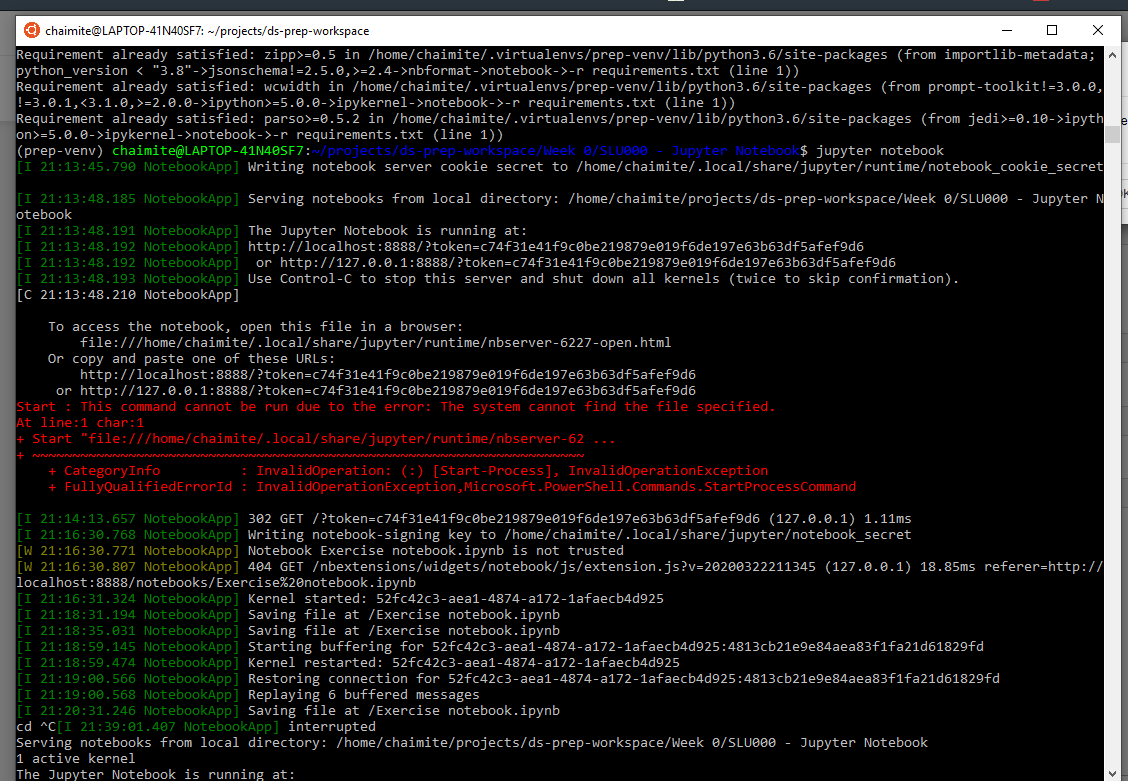 chaimite@LAPTOP-41N40SF7: ~/projects/ds-prep-workspace
Requirement already satisfied: zipp>=0.5 in /home/chaimite/.virtualenvs/prep-venv/lib/python3.6/site-packages (from importlib-metadata;
python_version < "3.8"->jsonschema!=2.5.0,>=2.4->nbformat->notebook->-r requirements.txt (line 1))
Requirement already satisfied: wcwidth in /home/chaimite/.virtualenvs/prep-venv/lib/python3.6/site-packages (from prompt-toolkit!=3.0.0,
!=3.0.1,<3.1.0,>=2.0.0->ipython>=5.0.0->ipykernel->notebook->-r requirements.txt (line 1))
Requirement already satisfied: parso>=0.5.2 in /home/chaimite/.virtualenvs/prep-venv/lib/python3.6/site-packages (from jedi>=0.10->ipyth
on>=5.0.0->ipykernel->notebook->-r requirements.txt (line 1))
(prep-venv) chaimite@LAPTOP-41N40SF7:~/projects/ds-prep-workspace/Week 0/SLU000 - Jupyter Notebook$ jupyter notebook
[I 21:13:45.790 NotebookApp] Writing notebook server cookie secret to /home/chaimite/.local/share/jupyter/runtime/notebook_cookie_secret
[I 21:13:48.185 NotebookApp] Serving notebooks from local directory: /home/chaimite/projects/ds-prep-workspace/Week 0/SLU000 - Jupyter N
otebook
[I 21:13:48.191 NotebookApp] The Jupyter Notebook is running at:
[I 21:13:48.192 NotebookApp] http://localhost:8888/?token=c74f31e41f9c0be219879e019f6de197e63b63df5afef9d6
[I 21:13:48.192 NotebookApp]  or http://127.0.0.1:8888/?token=c74f31e41f9c0be219879e019f6de197e63b63df5afef9d6
[I 21:13:48.193 NotebookApp] Use Control-C to stop this server and shut down all kernels (twice to skip confirmation).
[C 21:13:48.210 NotebookApp]
To access the notebook, open this file in a browser:
file:///home/chaimite/.local/share/jupyter/runtime/nbserver-6227-open.html
Or copy and paste one of these URLs:
http://localhost:8888/?token=c74f31e41f9c0be219879e019f6de197e63b63df5afef9d6
or http://127.0.0.1:8888/?token=c74f31e41f9c0be219879e019f6de197e63b63df5afef9d6
Start : This command cannot be run due to the error: The system cannot find the file specified.
At line:1 char:1
+ Start "file:///home/chaimite/.local/share/jupyter/runtime/nbserver-62 ...
+ ~~~~~~~~~~~~~~~~~~~~~~~~~~~~~~~~~~~~~~~~~~~~~~~~~~~~~~~~~~~~~~~~~~~~~
+ CategoryInfo          : InvalidOperation: (:) [Start-Process], InvalidOperationException
+ FullyQualifiedErrorId : InvalidOperationException,Microsoft.PowerShell.Commands.StartProcessCommand
[I 21:14:13.657 NotebookApp] 302 GET /?token=c74f31e41f9c0be219879e019f6de197e63b63df5afef9d6 (127.0.0.1) 1.11ms
[I 21:16:30.768 NotebookApp] Writing notebook-signing key to /home/chaimite/.local/share/jupyter/notebook_secret
[W 21:16:30.771 NotebookApp] Notebook Exercise notebook.ipynb is not trusted
[W 21:16:30.807 NotebookApp] 404 GET /nbextensions/widgets/notebook/js/extension.js?v=20200322211345 (127.0.0.1) 18.85ms referer=http://
localhost:8888/notebooks/Exercise%20notebook.ipynb
[I 21:16:31.324 NotebookApp] Kernel started: 52fc42c3-aea1-4874-a172-1afaecb4d925
[I 21:18:31.194 NotebookApp] Saving file at /Exercise notebook.ipynb
[I 21:18:35.031 NotebookApp] Saving file at /Exercise notebook.ipynb
[I 21:18:59.145 NotebookApp] Starting buffering for 52fc42c3-aea1-4874-a172-1afaecb4d925:4813cb21e9e84aea83f1fa21d61829fd
[I 21:18:59.474 NotebookApp] Kernel restarted: 52fc42c3-aea1-4874-a172-1afaecb4d925
[I 21:19:00.566 NotebookApp] Restoring connection for 52fc42c3-aea1-4874-a172-1afaecb4d925:4813cb21e9e84aea83f1fa21d61829fd
[I 21:19:00.568 NotebookApp] Replaying 6 buffered messages
[I 21:20:31.246 NotebookApp] Saving file at /Exercise notebook.ipynb
cd ^C[I 21:39:01.407 NotebookApp] interrupted
Serving notebooks from local directory: /home/chaimite/projects/ds-prep-workspace/Week 0/SLU000 - Jupyter Notebook
1 active kernel
The Jupyter Notebook is running at: